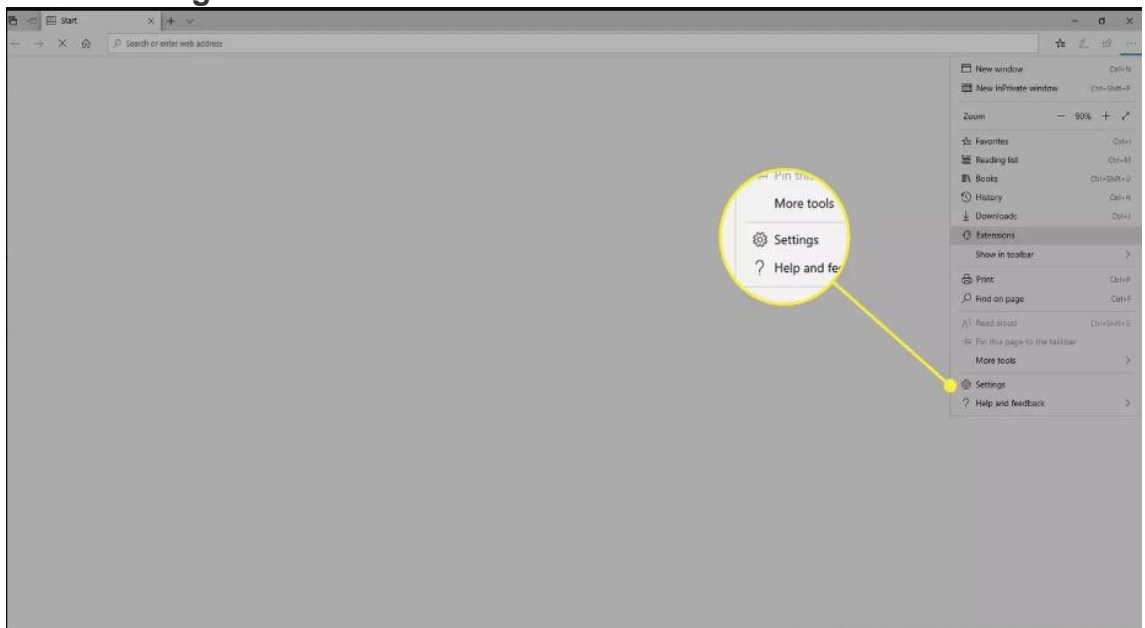 Start
Search or enter web address
New window Ctrl+N
New InPrivate window Ctrl+Shift+P
Zoom − 90% +
Favorites Ctrl+I
Reading list Ctrl+M
Books Ctrl+Shift+U
History Ctrl+H
Downloads Ctrl+J
Extensions
Show in toolbar
Print Ctrl+P
Find on page Ctrl+F
Read aloud Ctrl+Shift+G
Pin this page to the taskbar
More tools
Settings
Help and feedback
Pin this
More tools
Settings
Help and fe